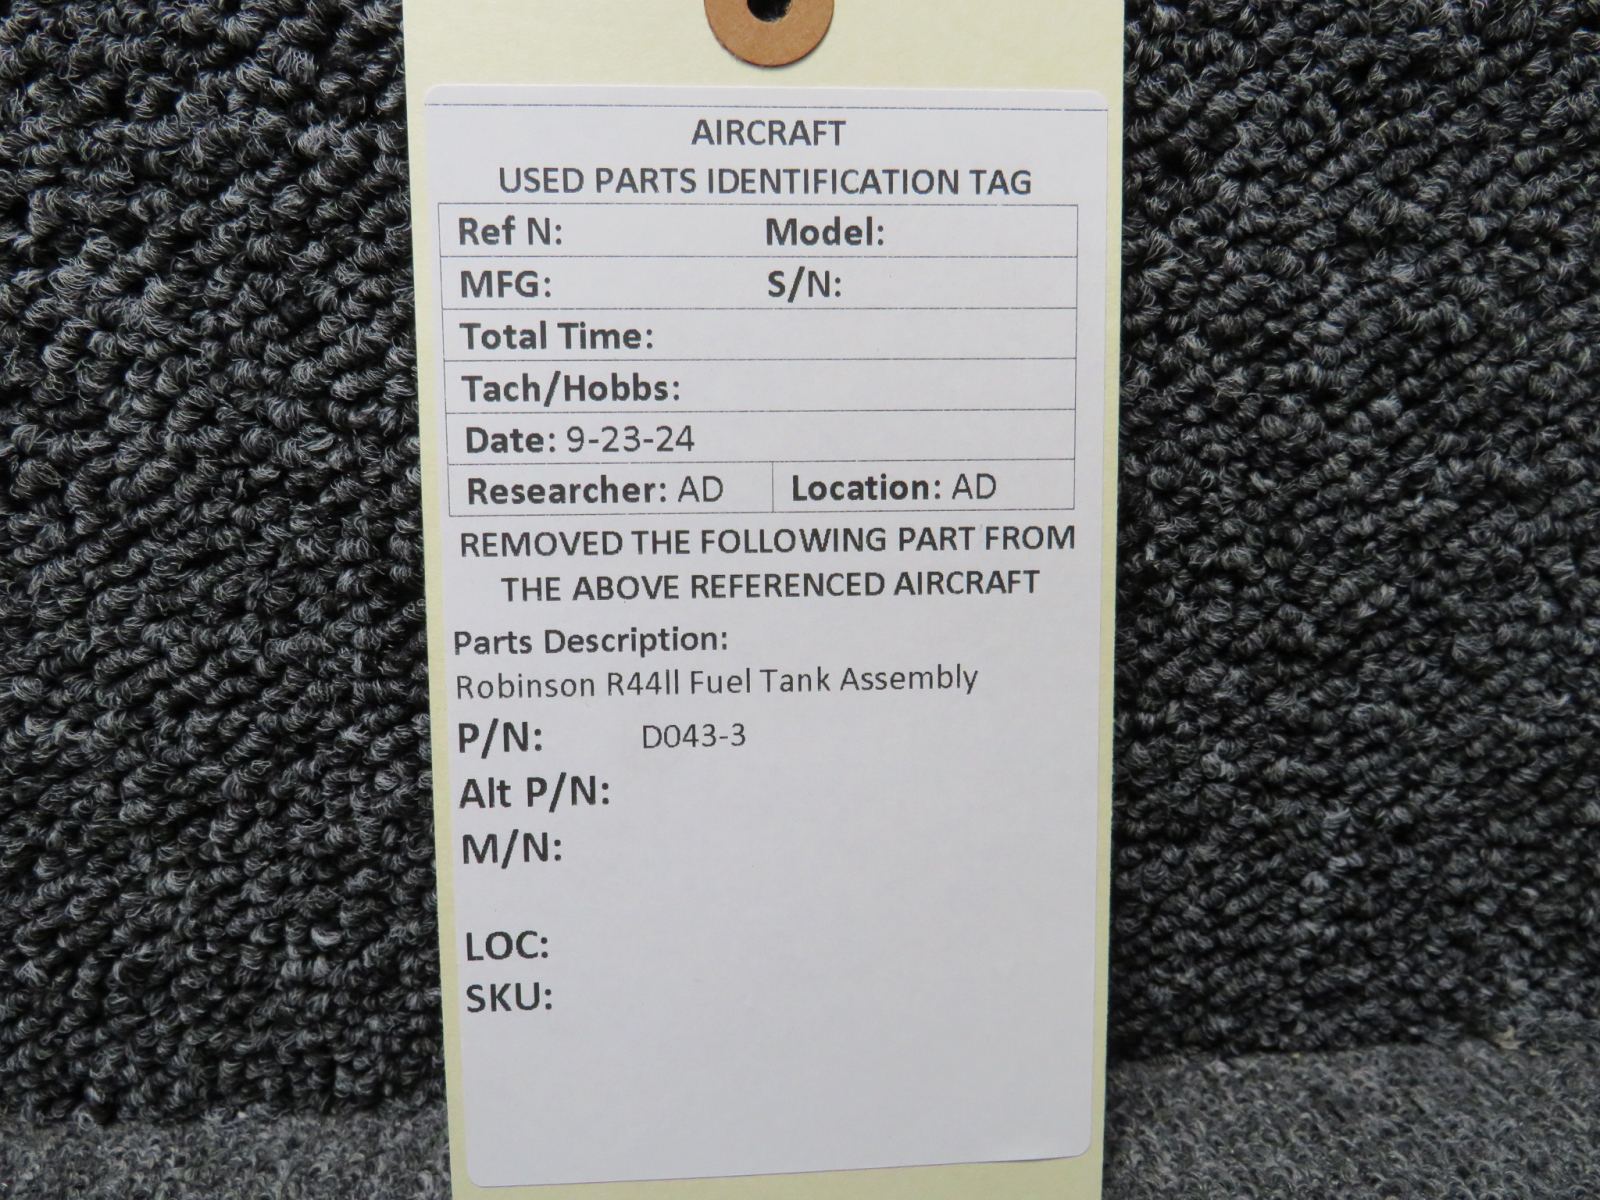 AIRCRAFT
USED PARTS IDENTIFICATION TAG
Ref N: Model:
MFG: S/N:
Total Time:
Tach/Hobbs:
Date: 9-23-24
Researcher: AD Location: AD
REMOVED THE FOLLOWING PART FROM
THE ABOVE REFERENCED AIRCRAFT
Parts Description:
Robinson R44ll Fuel Tank Assembly
P/N: D043-3
Alt P/N:
M/N:
LOC:
SKU: